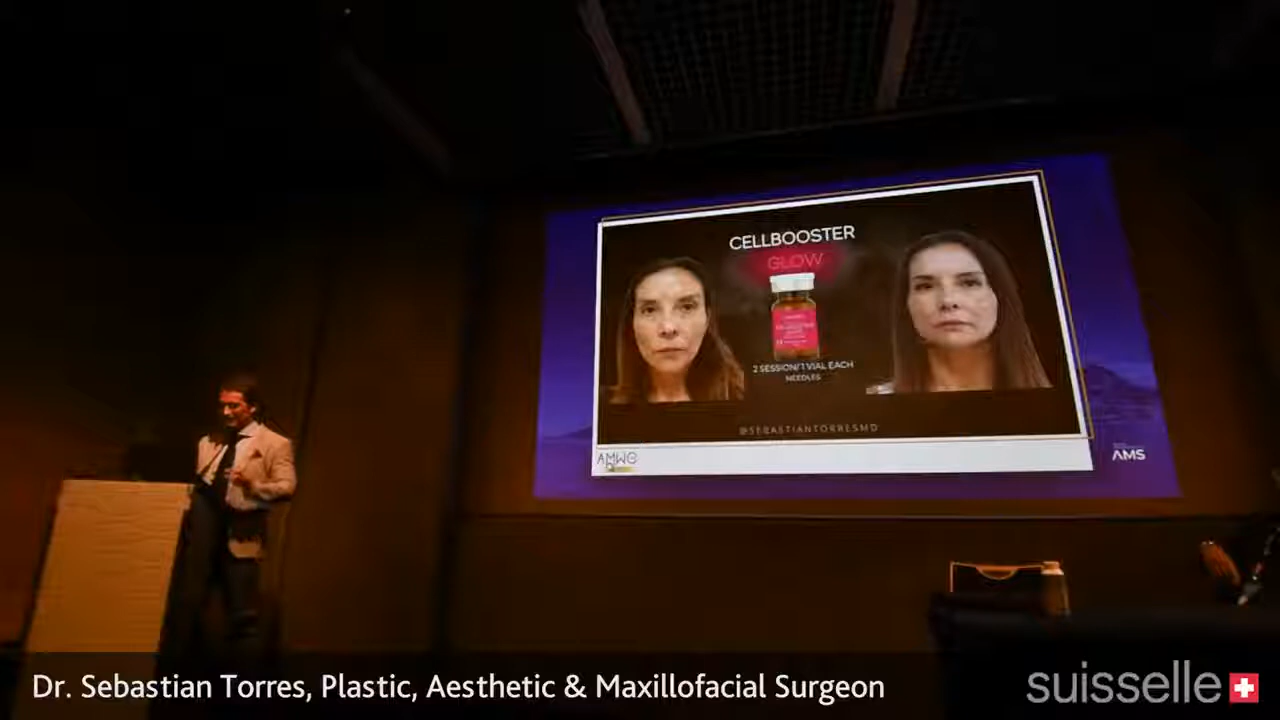 CELLBOOSTER
GLOW
2 SESSION/1 VIAL EACH
NEEDLES
@SEBASTIANTORRESMD
AMWC
AMS
Dr. Sebastian Torres, Plastic, Aesthetic & Maxillofacial Surgeon
suisselle